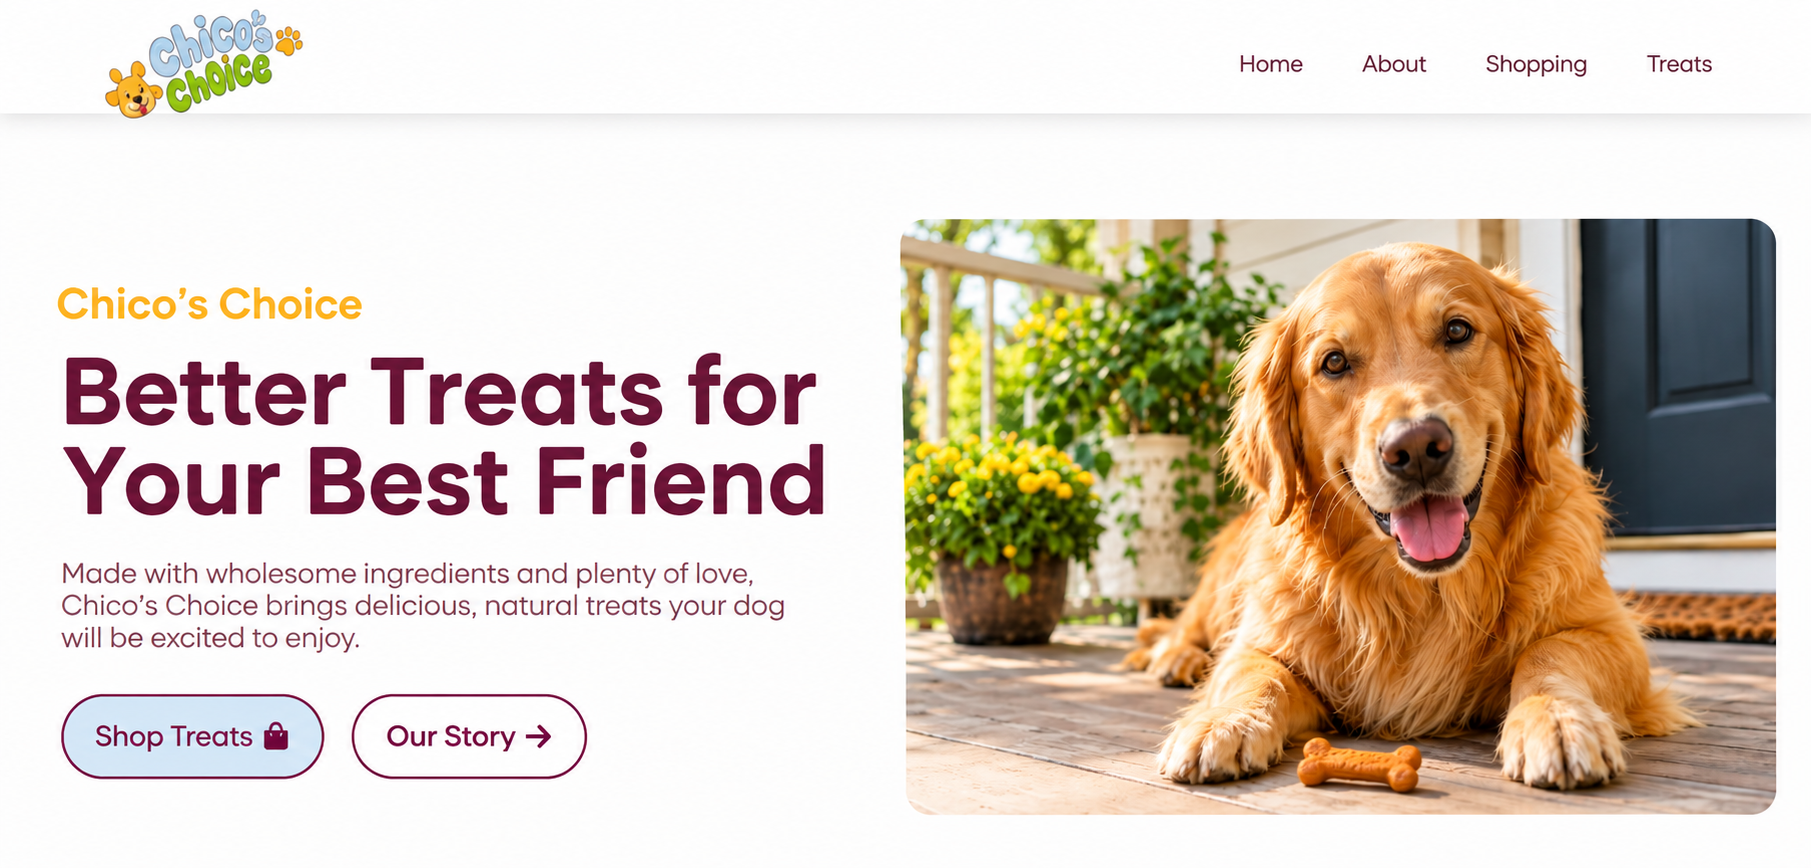 Chico's
Choice
Home About Shopping Treats
Chico’s Choice
Better Treats for
Your Best Friend
Made with wholesome ingredients and plenty of love,
Chico’s Choice brings delicious, natural treats your dog
will be excited to enjoy.
Shop Treats Our Story